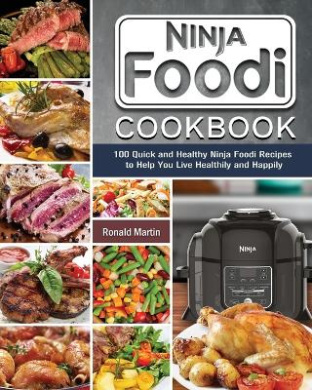 NINJA
Foodi
COOKBOOK
100 Quick and Healthy Ninja Foodi Recipes
to Help You Live Healthily and Happily
Ronald Martin
NINJA